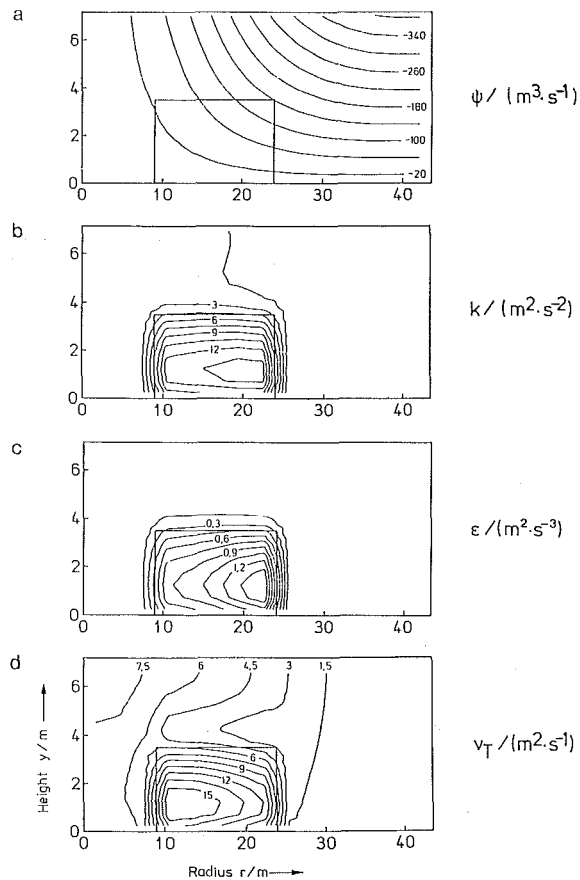 a
6
4
2
0
0 10 20 30 40
-340
-260
-180
-100
-20
ψ / (m³·s⁻¹)
b
6
4
2
0
0 10 20 30 40
3
6
9
12
k / (m²·s⁻²)
c
6
4
2
0
0 10 20 30 40
0,3
0,6
0,9
1,2
ε / (m²·s⁻³)
d
6
4
2
0
0 10 20 30 40
7,5 6 4,5 3 1,5
6
9
12
15
ν_T / (m²·s⁻¹)
Height y/m
Radius r/m